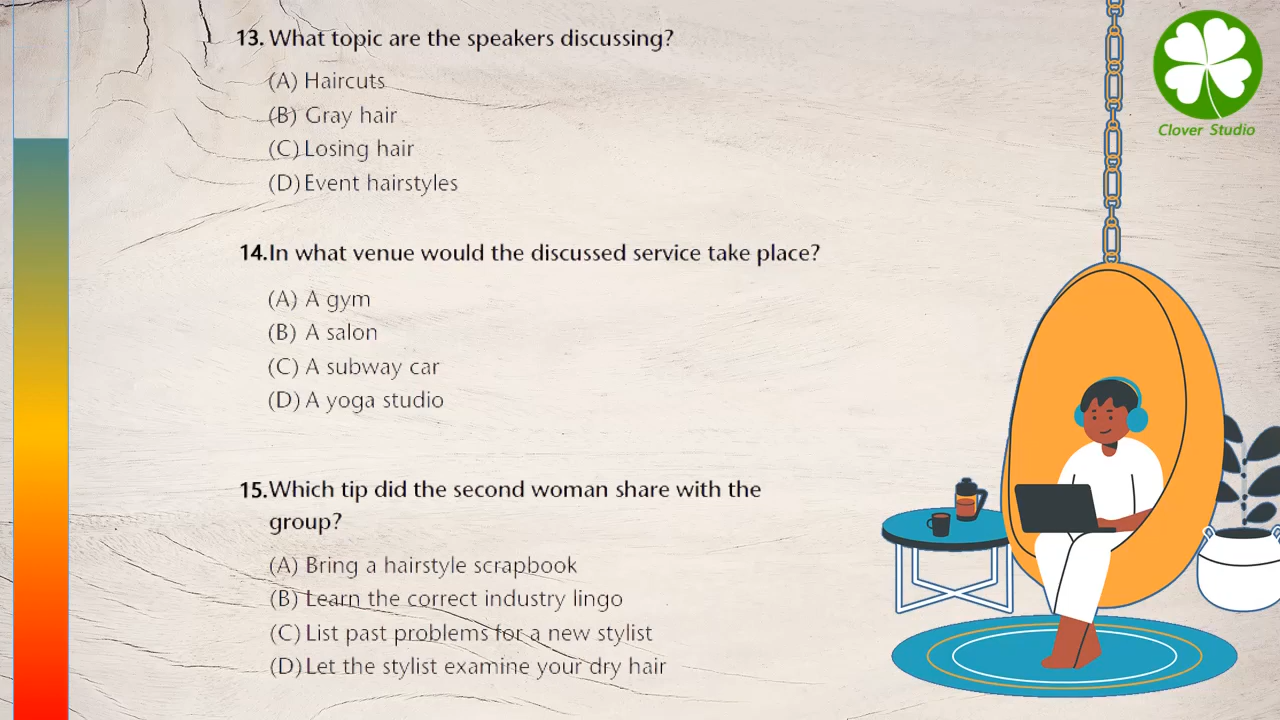 13. What topic are the speakers discussing?
(A) Haircuts
(B) Gray hair
(C) Losing hair
(D) Event hairstyles
14. In what venue would the discussed service take place?
(A) A gym
(B) A salon
(C) A subway car
(D) A yoga studio
15. Which tip did the second woman share with the
group?
(A) Bring a hairstyle scrapbook
(B) Learn the correct industry lingo
(C) List past problems for a new stylist
(D) Let the stylist examine your dry hair
Clover Studio